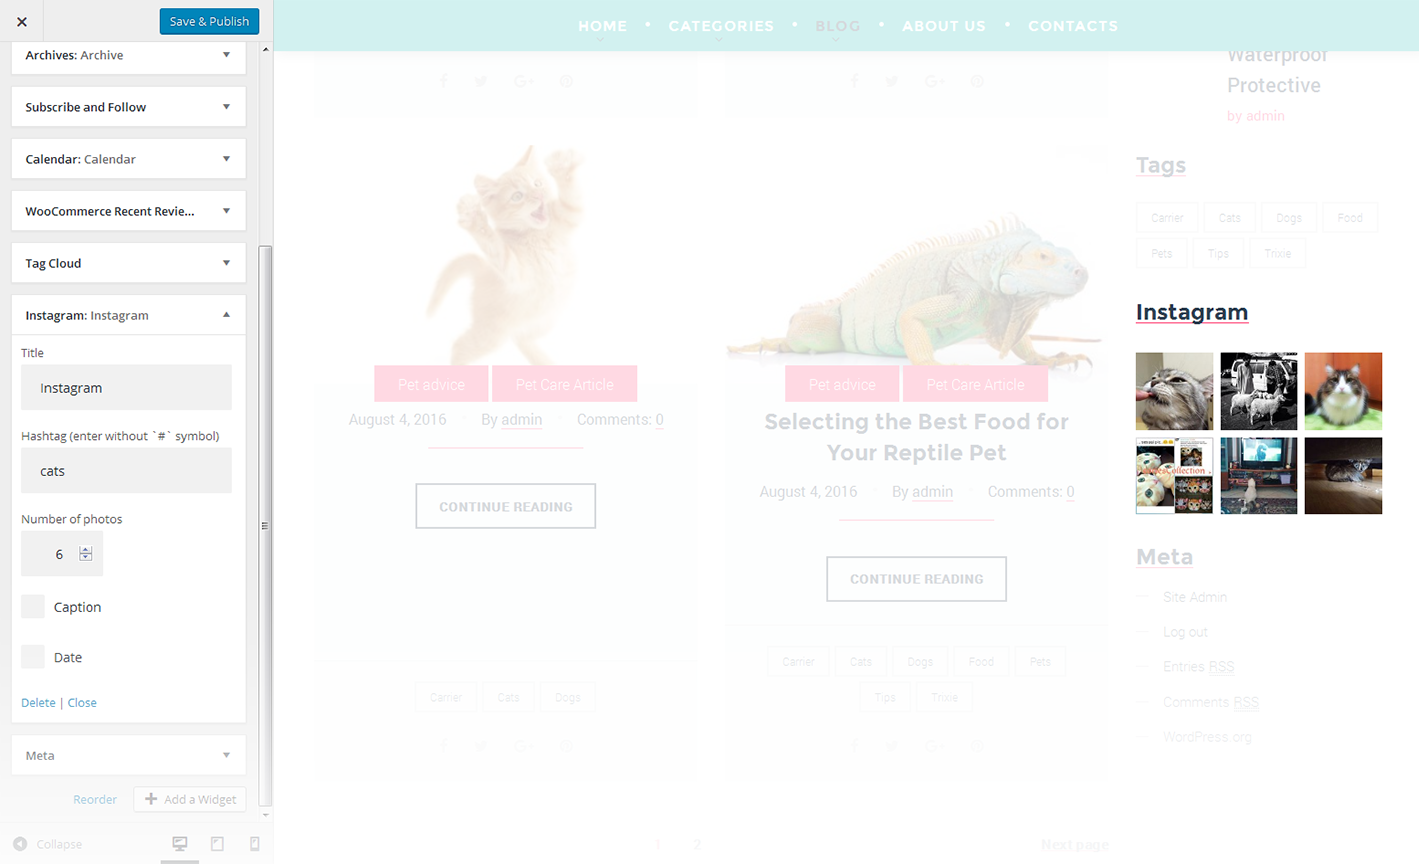 Save & Publish
Archives: Archive
Subscribe and Follow
Calendar: Calendar
WooCommerce Recent Revie...
Tag Cloud
Instagram: Instagram
Title
Instagram
Hashtag (enter without `#` symbol)
cats
Number of photos
6
Caption
Date
Delete | Close
Meta
Reorder
Add a Widget
Collapse
HOME • CATEGORIES • BLOG • ABOUT US • CONTACTS
Pet advice
Pet Care Article
August 4, 2016 By admin Comments: 0
CONTINUE READING
Carrier Cats Dogs
Pet advice
Pet Care Article
Selecting the Best Food for
Your Reptile Pet
August 4, 2016 By admin Comments: 0
CONTINUE READING
Carrier Cats Dogs Food Pets
Tips Trixie
1 2 Next page
Waterproof
Protective
by admin
Tags
Carrier Cats Dogs Food
Pets Tips Trixie
Instagram
Meta
Site Admin
Log out
Entries RSS
Comments RSS
WordPress.org